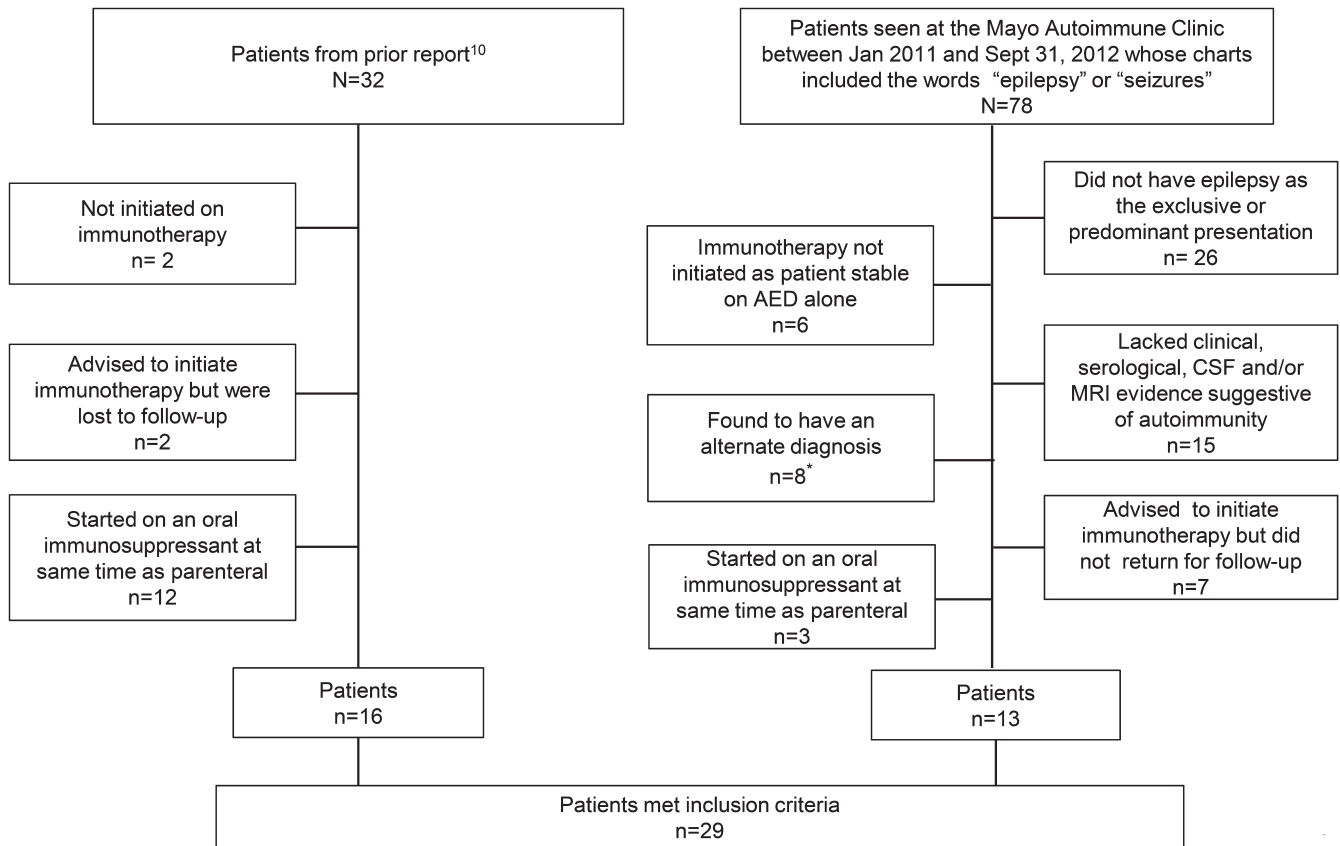 Patients from prior report10
N=32
Patients seen at the Mayo Autoimmune Clinic
between Jan 2011 and Sept 31, 2012 whose charts
included the words “epilepsy” or “seizures”
N=78
Not initiated on
immunotherapy
n= 2
Advised to initiate
immunotherapy but were
lost to follow-up
n=2
Started on an oral
immunosuppressant at
same time as parenteral
n=12
Immunotherapy not
initiated as patient stable
on AED alone
n=6
Found to have an
alternate diagnosis
n=8*
Started on an oral
immunosuppressant at
same time as parenteral
n=3
Did not have epilepsy as
the exclusive or
predominant presentation
n= 26
Lacked clinical,
serological, CSF and/or
MRI evidence suggestive
of autoimmunity
n=15
Advised to initiate
immunotherapy but did
not return for follow-up
n=7
Patients
n=16
Patients
n=13
Patients met inclusion criteria
n=29